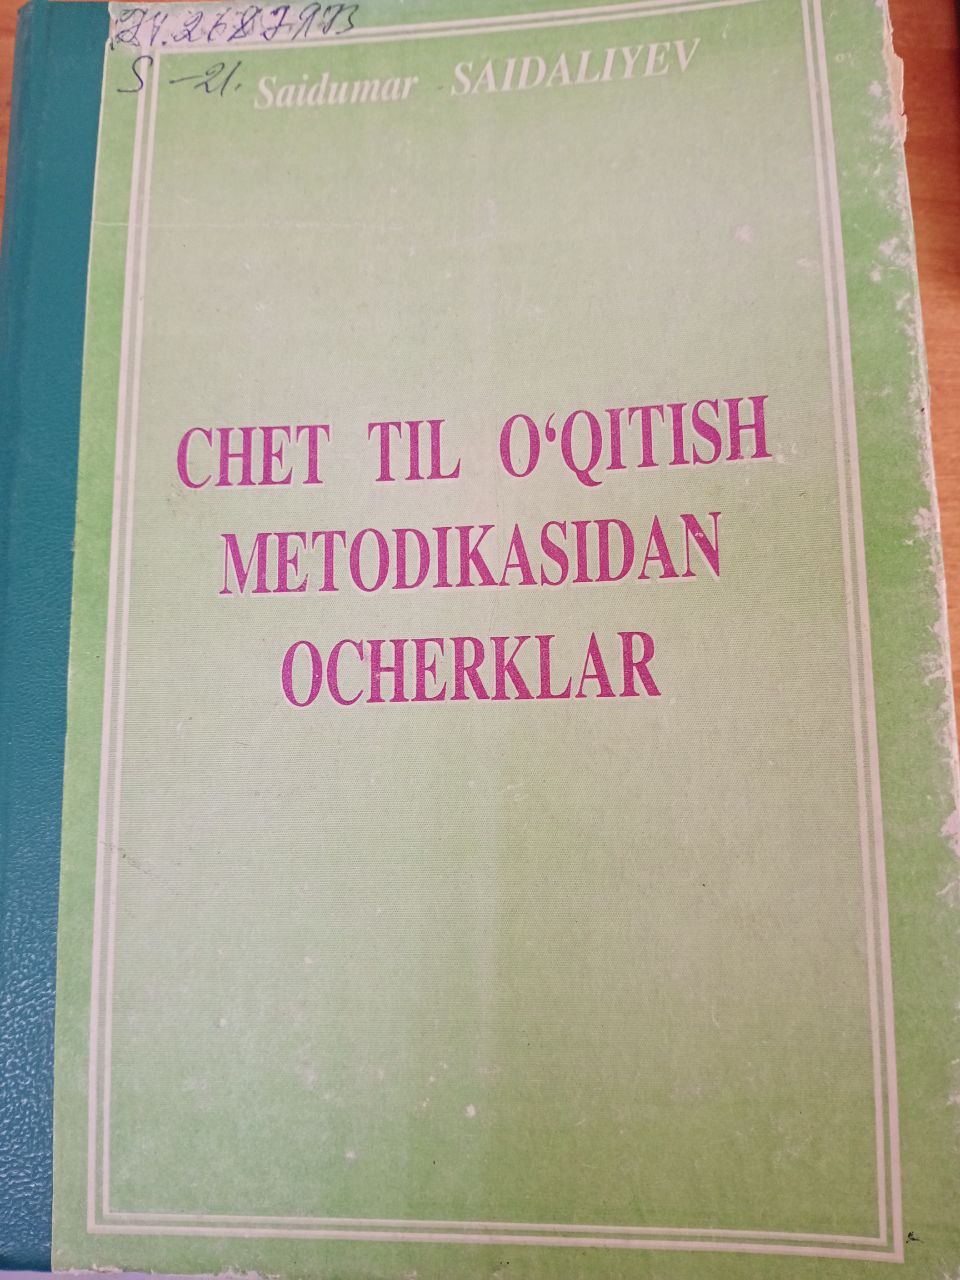 S-21.
Saidumar SAIDALIYEV
CHET TIL O‘QITISH
METODIKASIDAN
OCHERKLAR